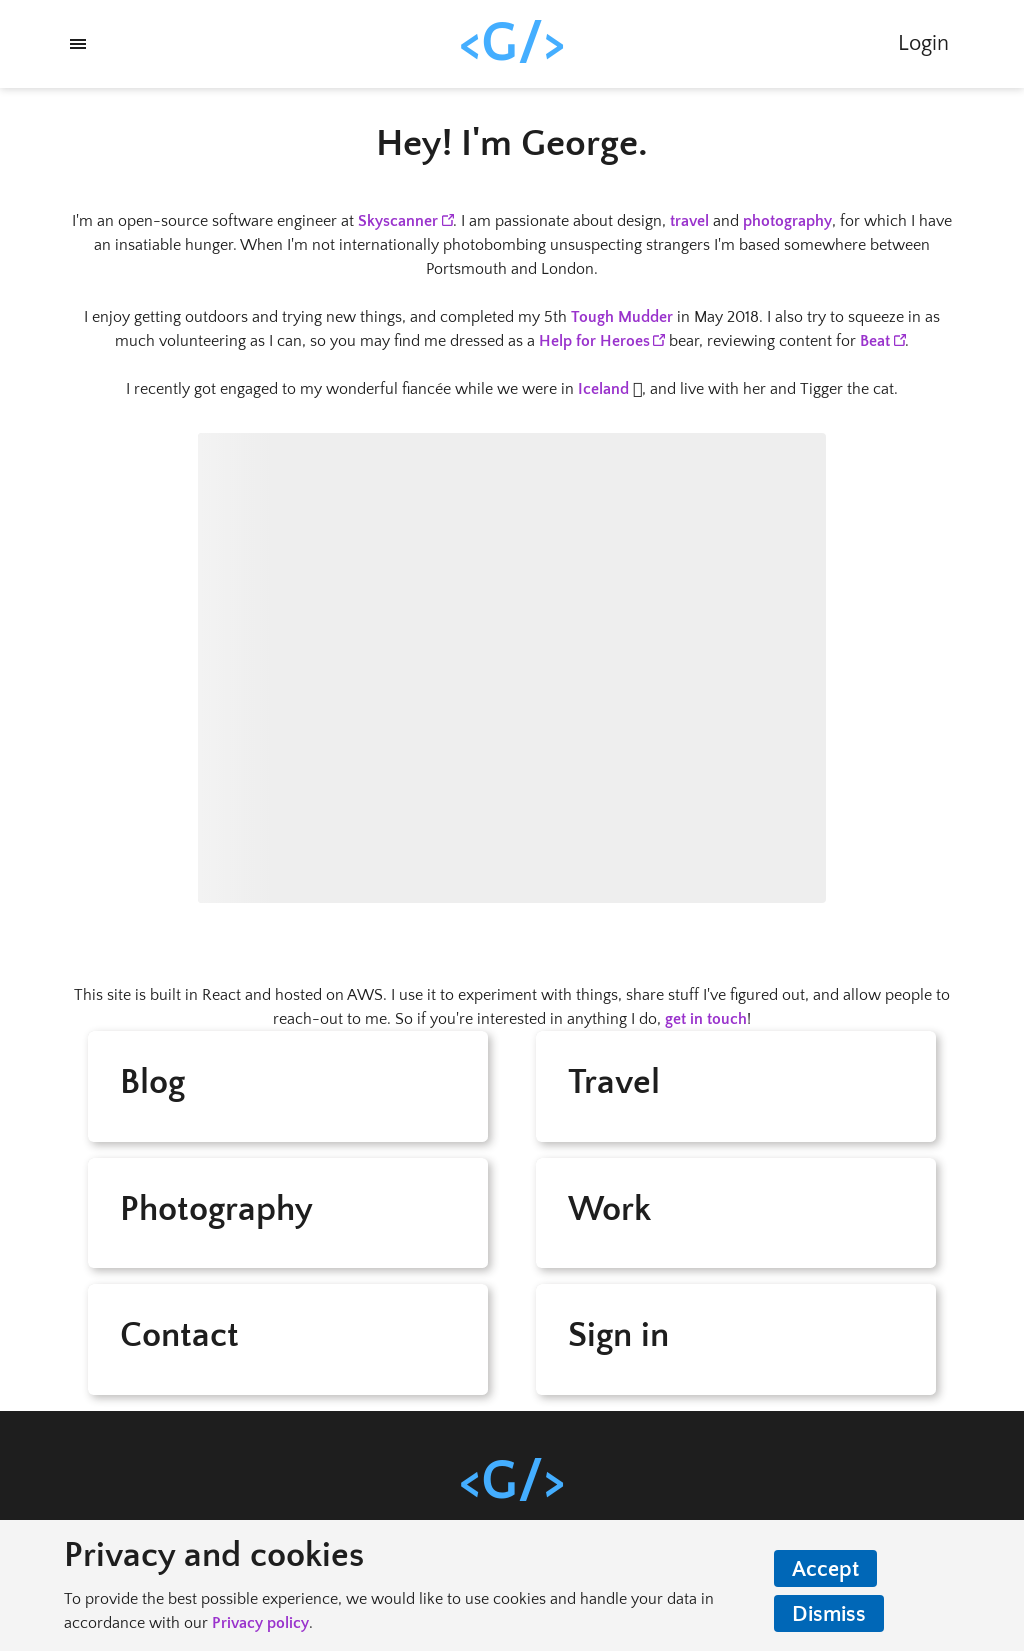 <G/>
Login
Hey! I'm George.
I'm an open-source software engineer at Skyscanner. I am passionate about design, travel and photography, for which I have
an insatiable hunger. When I'm not internationally photobombing unsuspecting strangers I'm based somewhere between
Portsmouth and London.
I enjoy getting outdoors and trying new things, and completed my 5th Tough Mudder in May 2018. I also try to squeeze in as
much volunteering as I can, so you may find me dressed as a Help for Heroes bear, reviewing content for Beat.
I recently got engaged to my wonderful fiancée while we were in Iceland , and live with her and Tigger the cat.
This site is built in React and hosted on AWS. I use it to experiment with things, share stuff I've figured out, and allow people to
reach-out to me. So if you're interested in anything I do, get in touch!
Blog
Travel
Photography
Work
Contact
Sign in
<G/>
Privacy and cookies
To provide the best possible experience, we would like to use cookies and handle your data in
accordance with our Privacy policy.
Accept
Dismiss